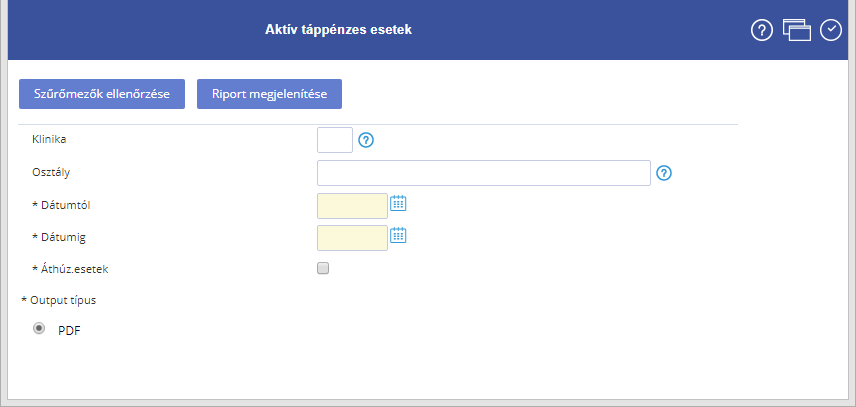 Aktív táppénzes esetek
Szűrőmezők ellenőrzése Riport megjelenítése
Klinika
Osztály
* Dátumtól
* Dátumig
* Áthúz.esetek
* Output típus
PDF